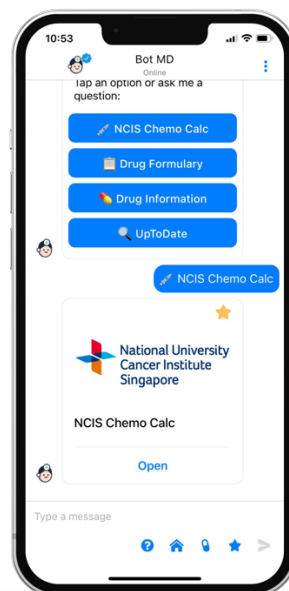 10:53
Bot MD
Online
Tap an option or ask me a
question:
NCIS Chemo Calc
Drug Formulary
Drug Information
UpToDate
NCIS Chemo Calc
National University
Cancer Institute
Singapore
NCIS Chemo Calc
Open
Type a message